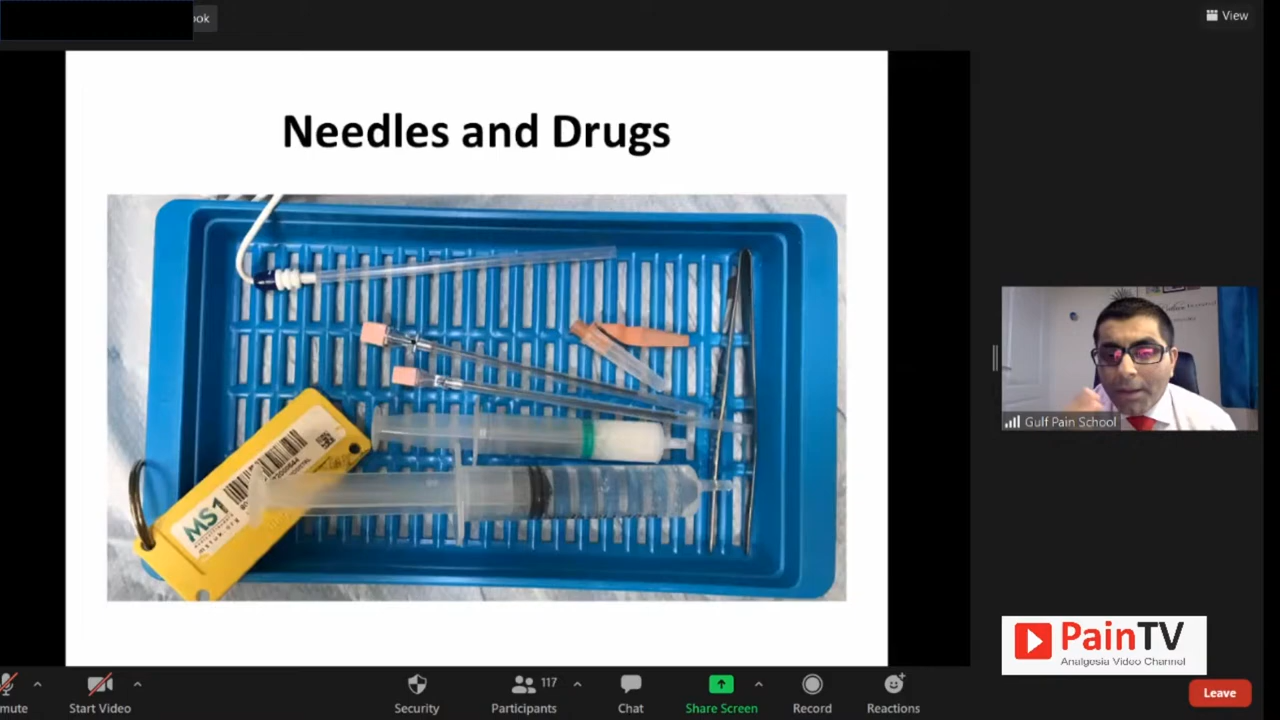 ook
View
Needles and Drugs
MS1
Gulf Pain School
PainTV
Analgesia Video Channel
mute
Start Video
Security
117
Participants
Chat
Share Screen
Record
Reactions
Leave